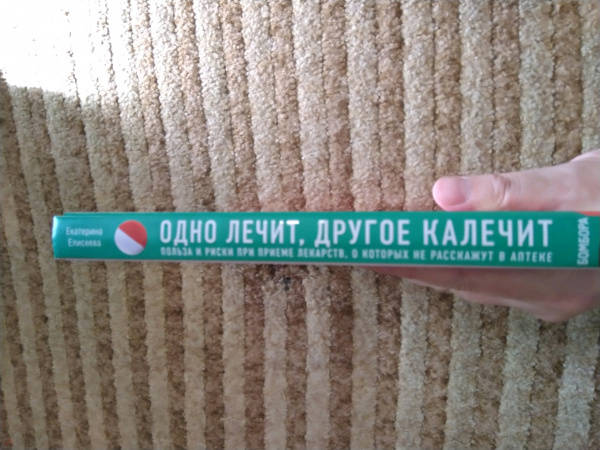 Екатерина
Елисеева
ОДНО ЛЕЧИТ, ДРУГОЕ КАЛЕЧИТ
ПОЛЬЗА И РИСКИ ПРИ ПРИЕМЕ ЛЕКАРСТВ, О КОТОРЫХ НЕ РАССКАЖУТ В АПТЕКЕ
БОМБОРА